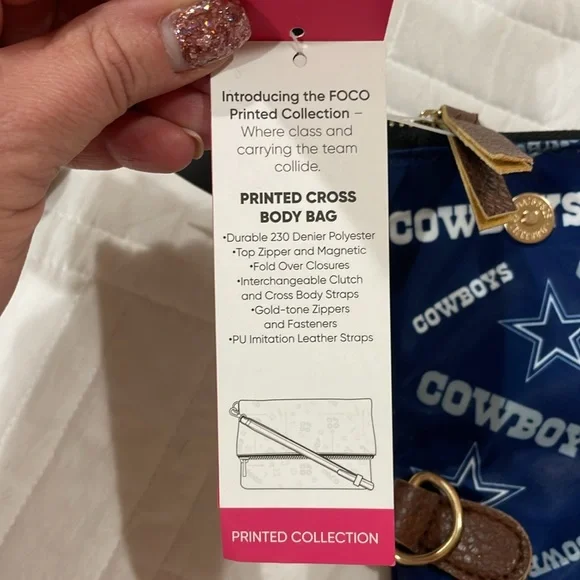 Introducing the FOCO
Printed Collection –
Where class and
carrying the team
collide.
PRINTED CROSS
BODY BAG
•Durable 230 Denier Polyester
•Top Zipper and Magnetic
•Fold Over Closures
•Interchangeable Clutch
and Cross Body Straps
•Gold-tone Zippers
and Fasteners
•PU Imitation Leather Straps
PRINTED COLLECTION
COWBOYS
COWBOYS
COWBOY